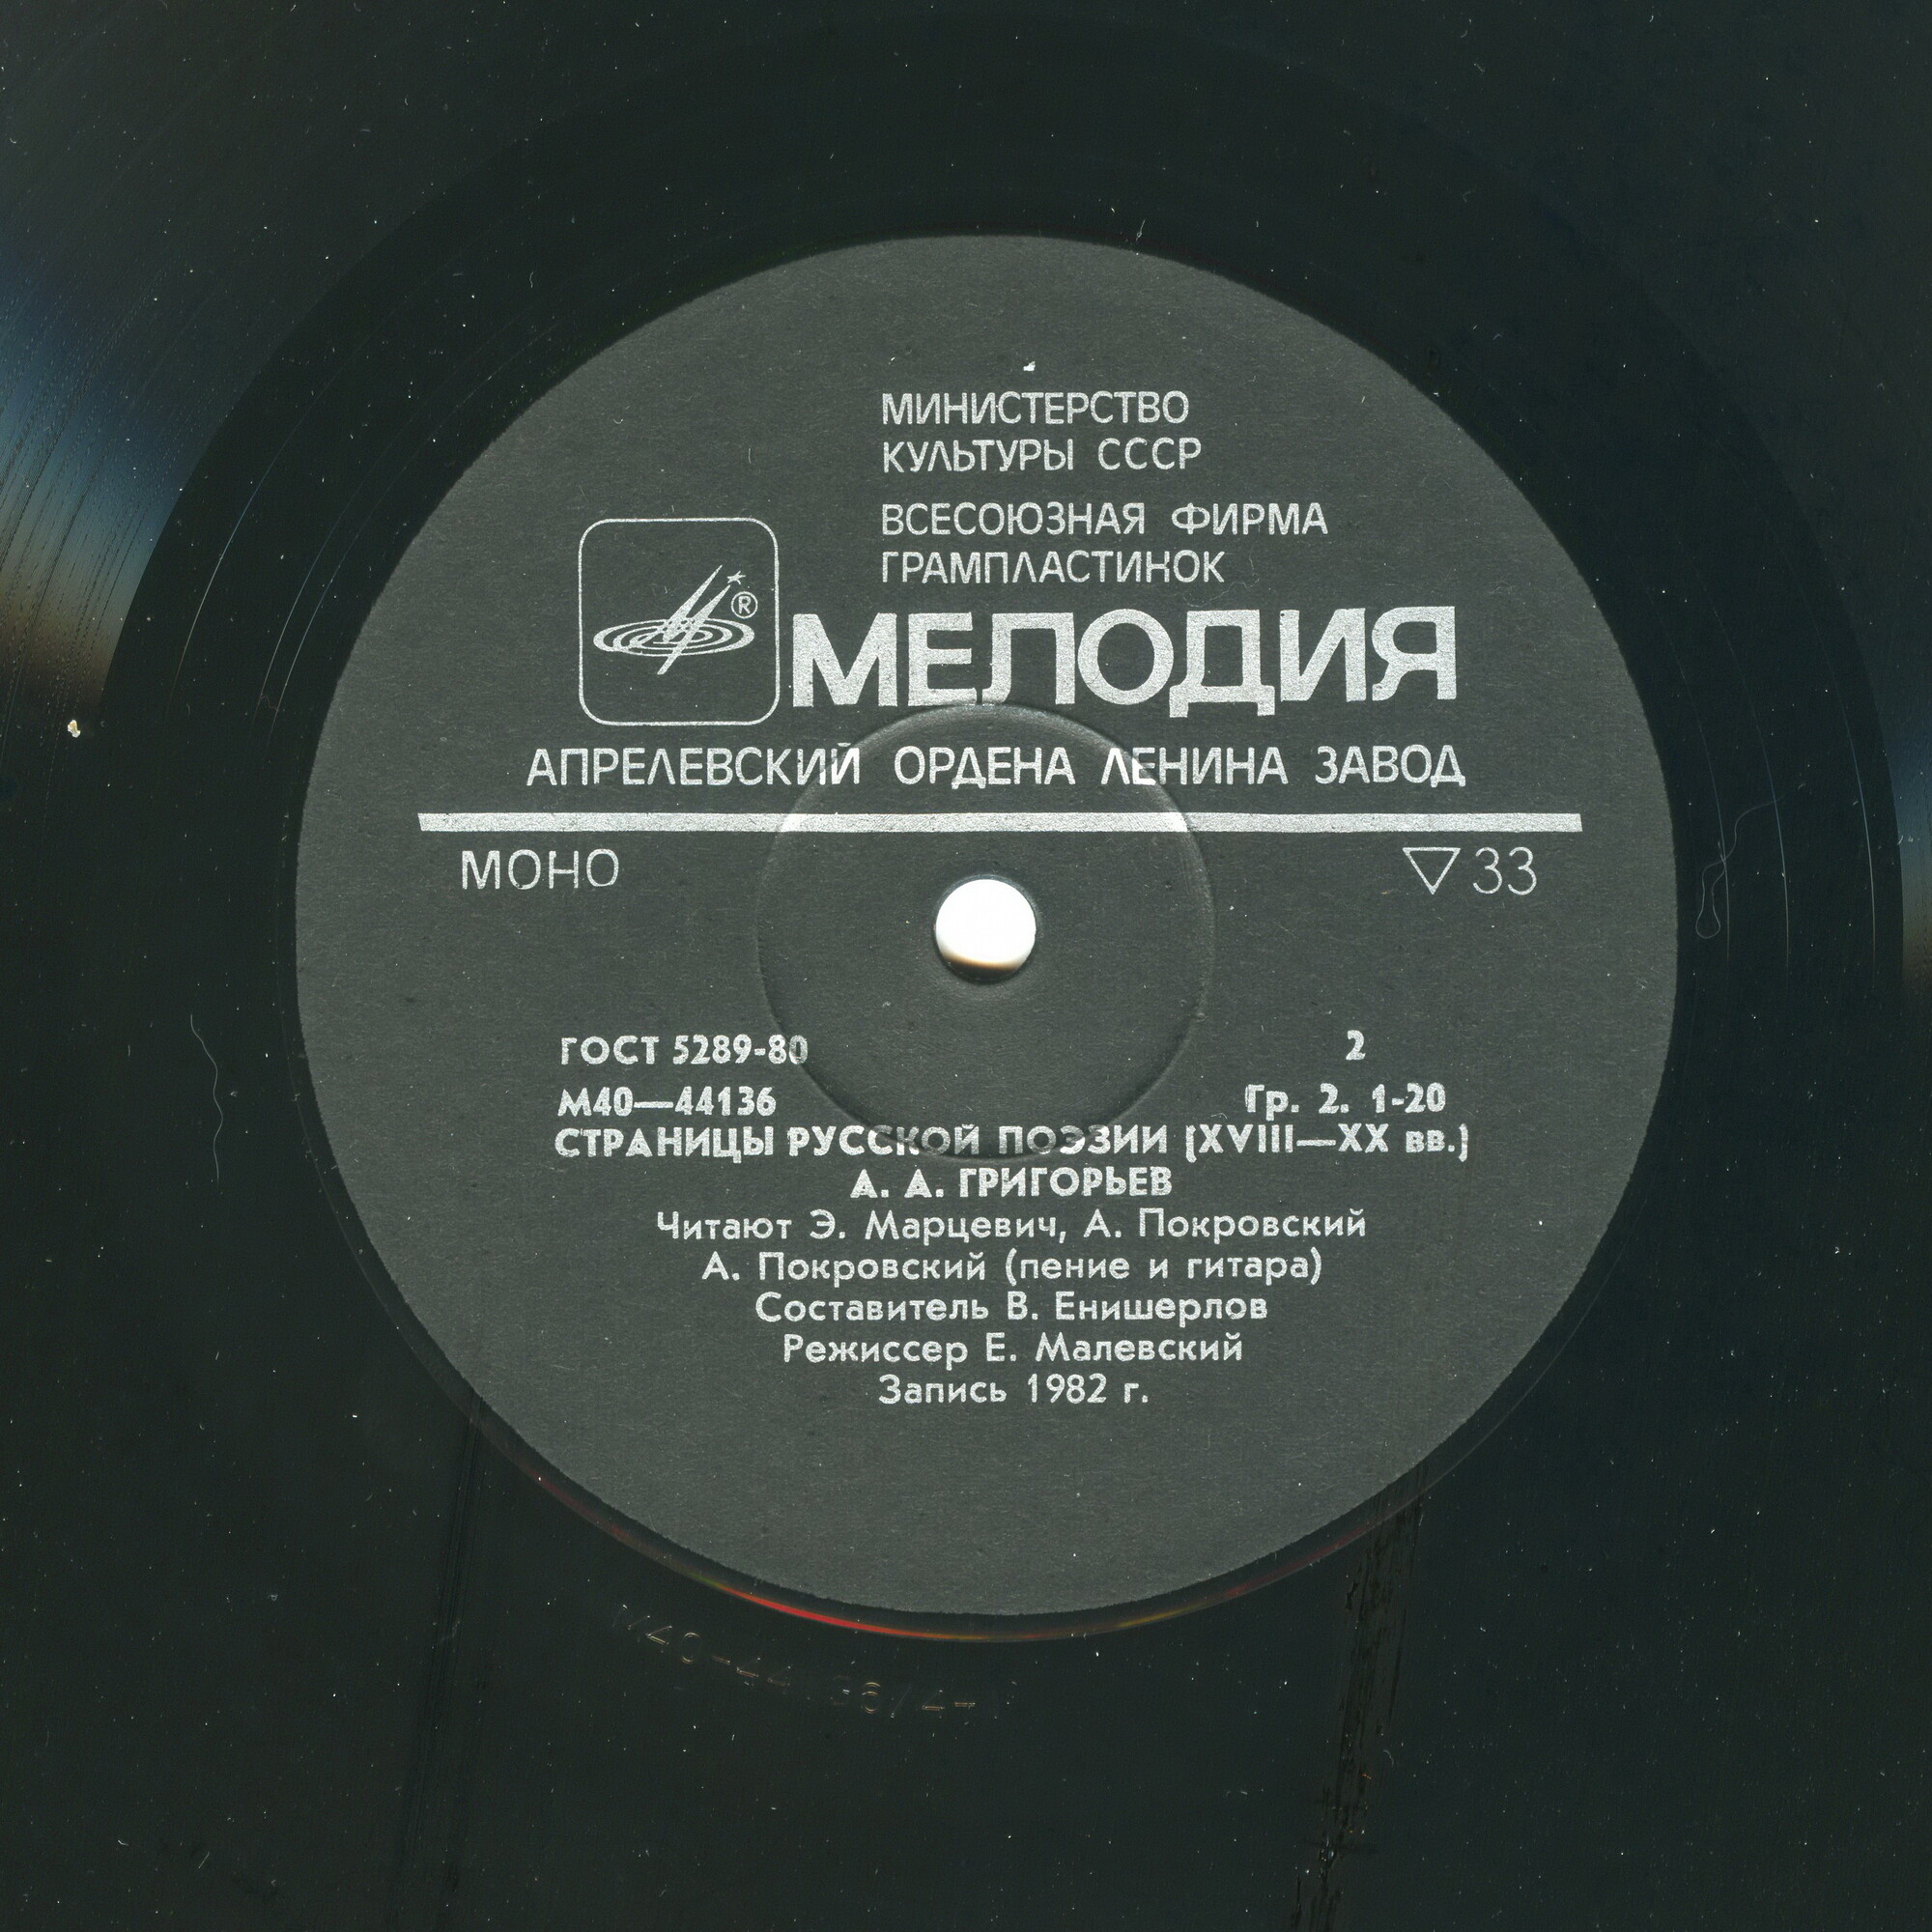 МИНИСТЕРСТВО
КУЛЬТУРЫ СССР
ВСЕСОЮЗНАЯ ФИРМА
ГРАМПЛАСТИНОК
®
МЕЛОДИЯ
АПРЕЛЕВСКИЙ ОРДЕНА ЛЕНИНА ЗАВОД
МОНО ▽33
ГОСТ 5289-80 2
М40—44136 Гр. 2. 1-20
СТРАНИЦЫ РУССКОЙ ПОЭЗИИ (XVIII—XX вв.)
А. А. ГРИГОРЬЕВ
Читают Э. Марцевич, А. Покровский
А. Покровский (пение и гитара)
Составитель В. Енишерлов
Режиссер Е. Малевский
Запись 1982 г.